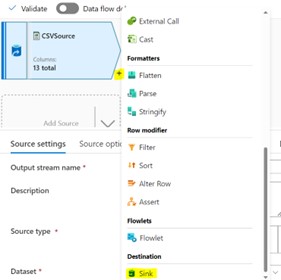 Validate
Data flow d
CSVSource
Columns:
13 total
Add Source
Source settings
Source optio
Output stream name *
Description
Source type *
Dataset *
External Call
Cast
Formatters
Flatten
Parse
Stringify
Row modifier
Filter
Sort
Alter Row
Assert
Flowlets
Flowlet
Destination
Sink